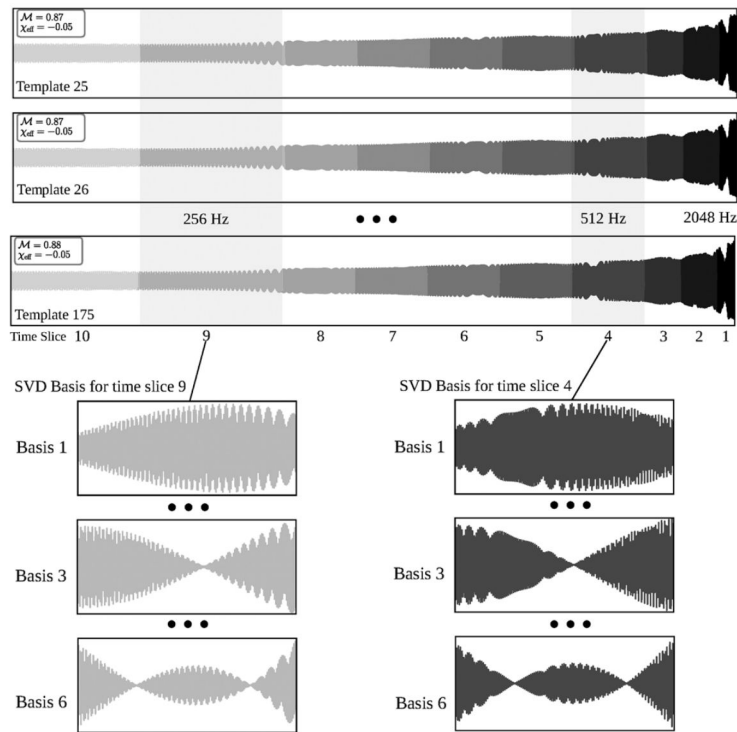 𝓜 = 0.87
χeff = −0.05
Template 25
𝓜 = 0.87
χeff = −0.05
Template 26
256 Hz 512 Hz 2048 Hz
𝓜 = 0.88
χeff = −0.05
Template 175
Time Slice 10 9 8 7 6 5 4 3 2 1
SVD Basis for time slice 9 SVD Basis for time slice 4
Basis 1 Basis 1
Basis 3 Basis 3
Basis 6 Basis 6